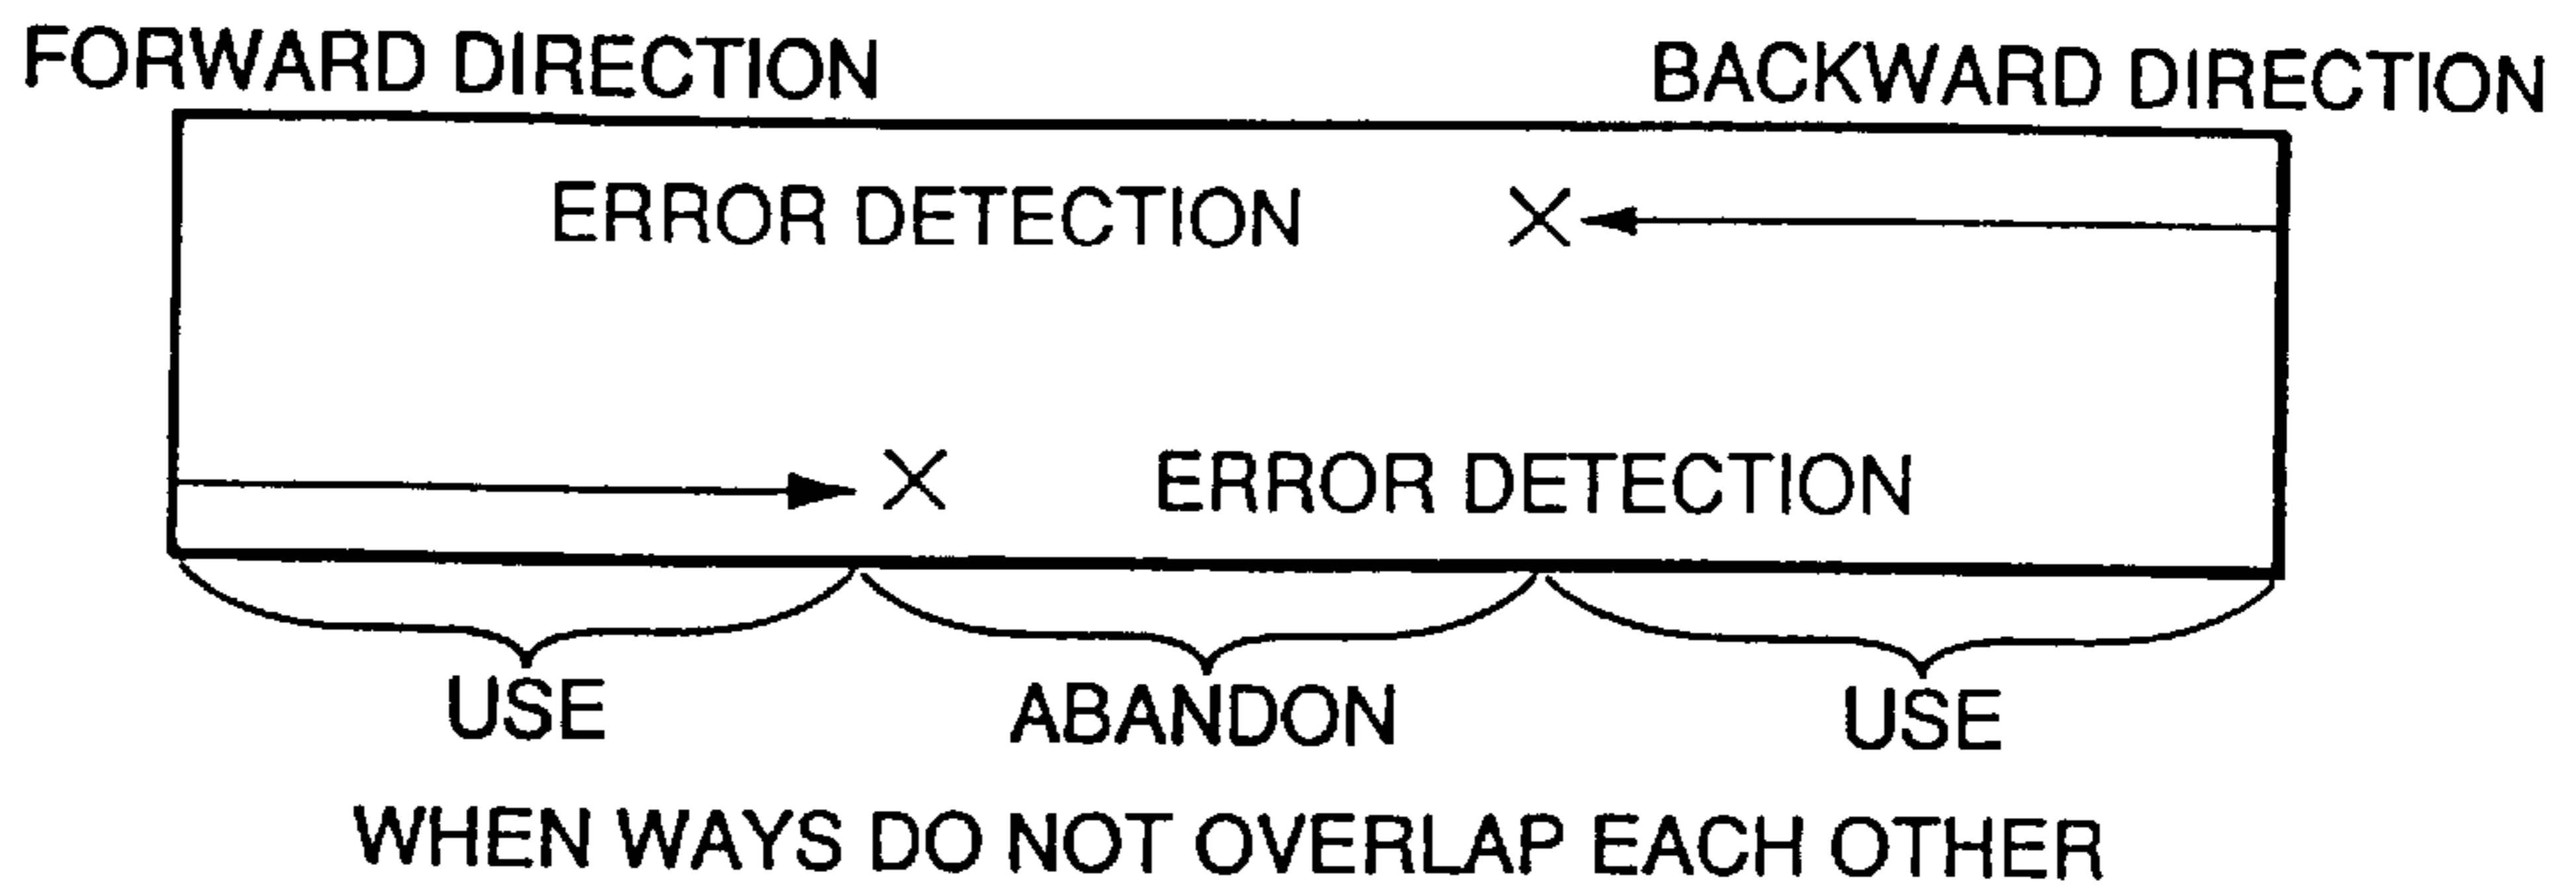 FORWARD DIRECTION
BACKWARD DIRECTION
ERROR DETECTION
ERROR DETECTION
USE
ABANDON
USE
WHEN WAYS DO NOT OVERLAP EACH OTHER